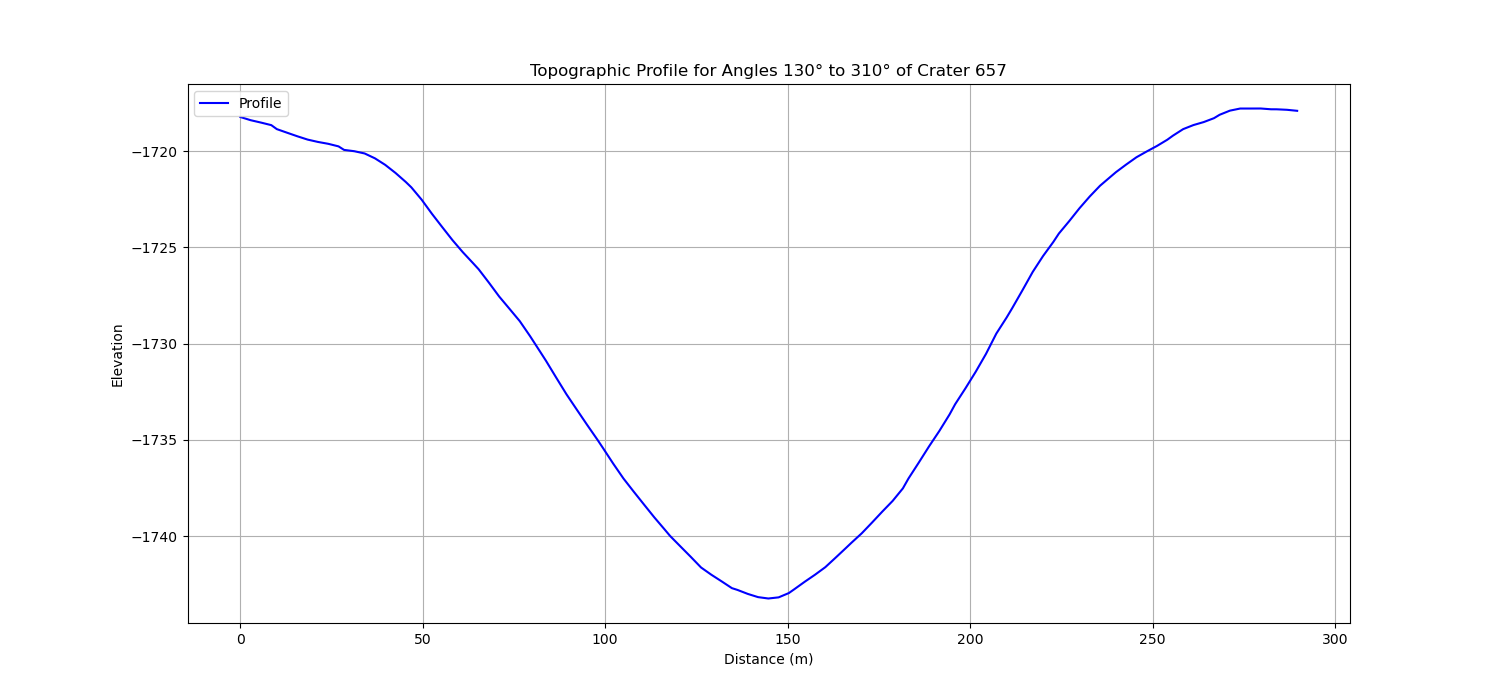 Topographic Profile for Angles 130° to 310° of Crater 657
Profile
−1720
−1725
−1730
−1735
−1740
Elevation
0 50 100 150 200 250 300
Distance (m)